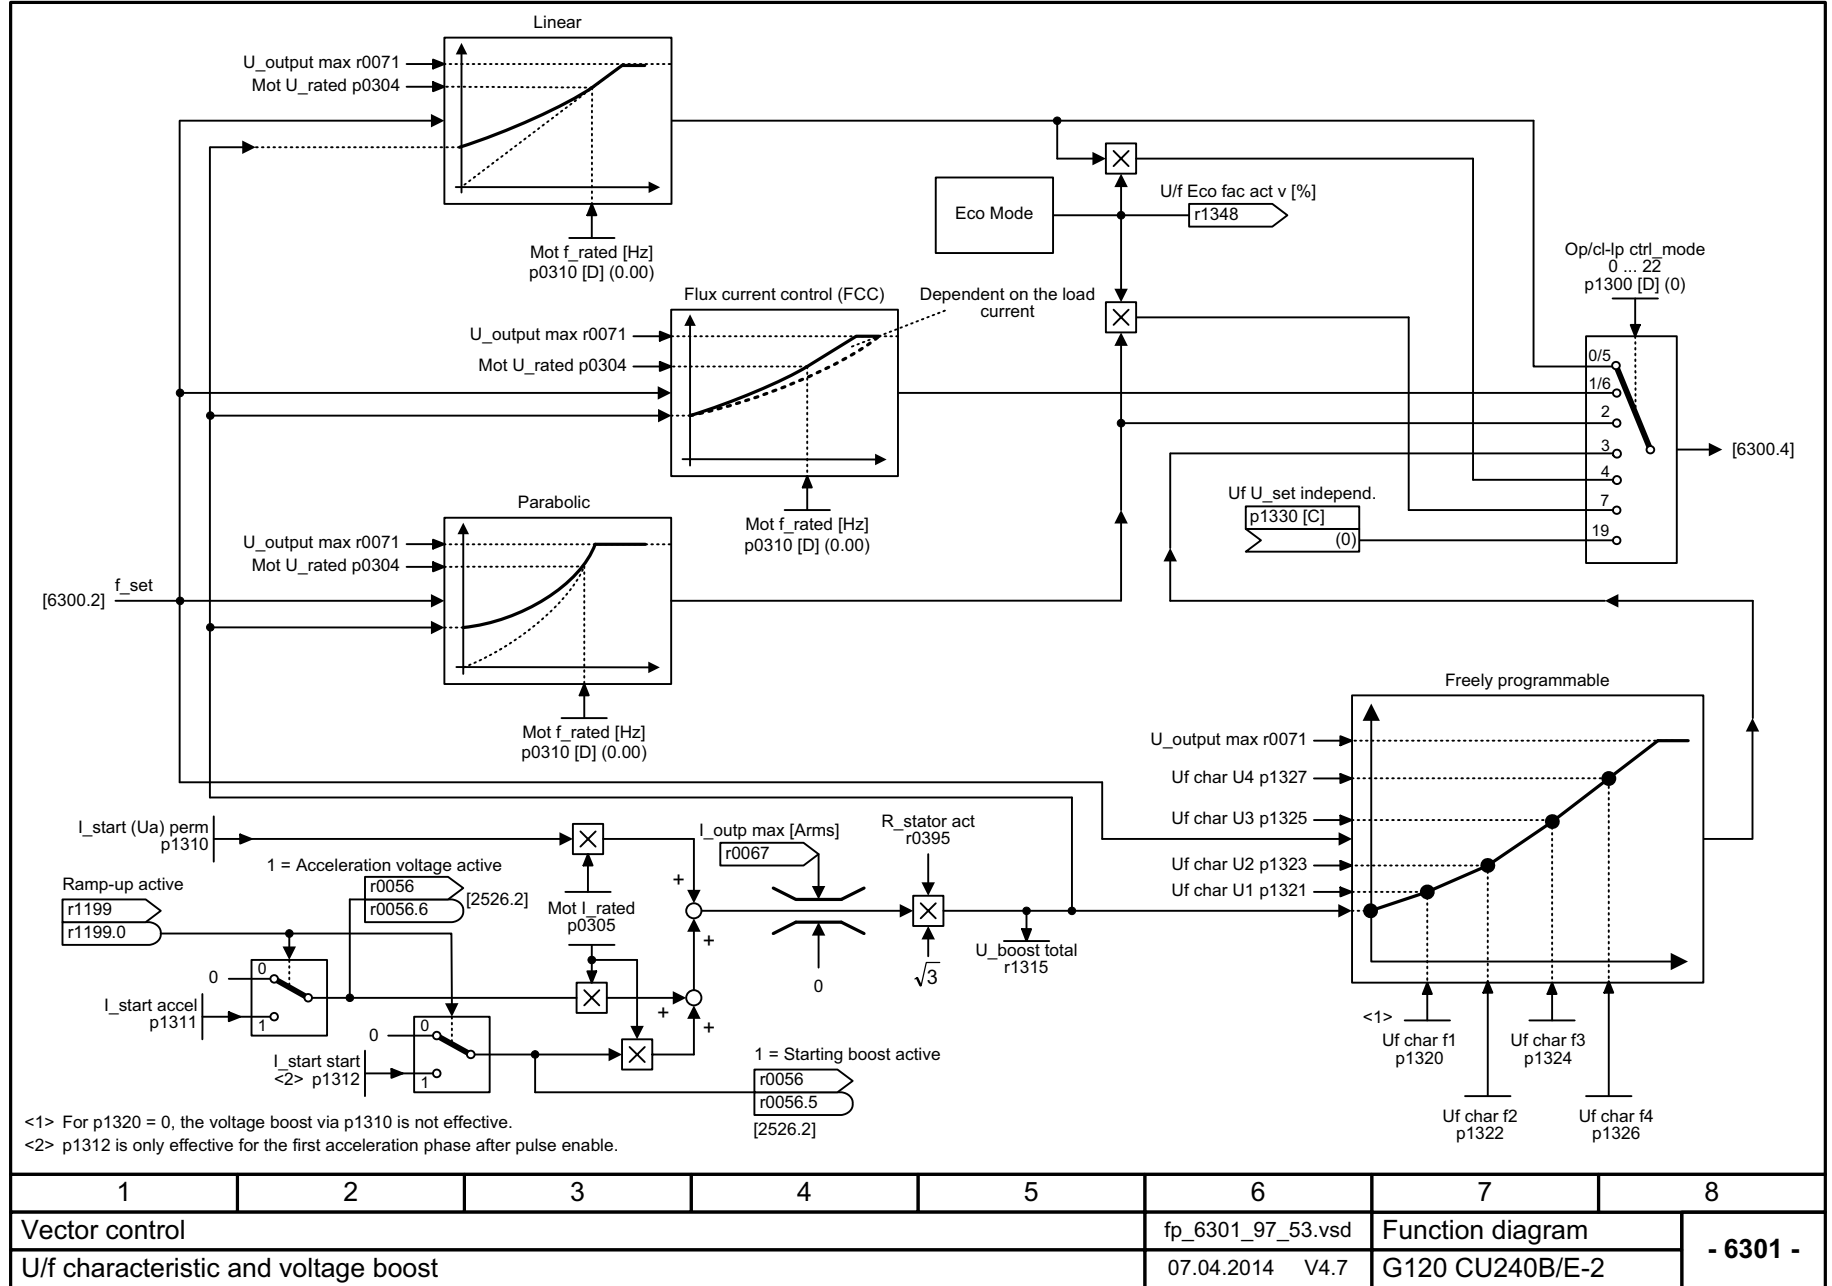 Linear
U_output max r0071
Mot U_rated p0304
Mot f_rated [Hz]
p0310 [D] (0.00)
Eco Mode
U/f Eco fac act v [%]
r1348
Op/cl-lp ctrl_mode
0 ... 22
p1300 [D] (0)
Flux current control (FCC)
Dependent on the load
current
U_output max r0071
Mot U_rated p0304
Mot f_rated [Hz]
p0310 [D] (0.00)
0/5
1/6
2
3
4
7
19
[6300.4]
Uf U_set independ.
p1330 [C]
(0)
Parabolic
U_output max r0071
Mot U_rated p0304
[6300.2]
f_set
Mot f_rated [Hz]
p0310 [D] (0.00)
Freely programmable
U_output max r0071
Uf char U4 p1327
Uf char U3 p1325
Uf char U2 p1323
Uf char U1 p1321
<1>
Uf char f1
p1320
Uf char f3
p1324
Uf char f2
p1322
Uf char f4
p1326
I_start (Ua) perm
p1310
1 = Acceleration voltage active
r0056
r0056.6
[2526.2]
Ramp-up active
r1199
r1199.0
Mot I_rated
p0305
I_outp max [Arms]
r0067
0
R_stator act
r0395
√3
U_boost total
r1315
+
+
+
+
0
0
1
I_start accel
p1311
0
0
1
I_start start
<2> p1312
1 = Starting boost active
r0056
r0056.5
[2526.2]
<1> For p1320 = 0, the voltage boost via p1310 is not effective.
<2> p1312 is only effective for the first acceleration phase after pulse enable.
1 2 3 4 5 6 7 8
Vector control
fp_6301_97_53.vsd
Function diagram
- 6301 -
U/f characteristic and voltage boost
07.04.2014 V4.7
G120 CU240B/E-2